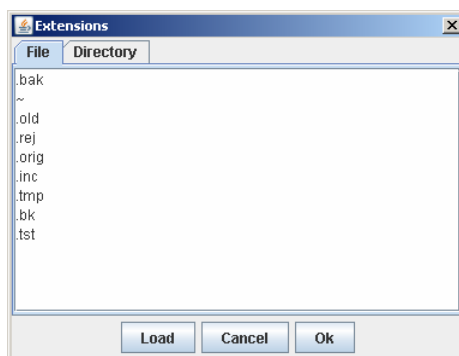 Extensions
File Directory
.bak
~
.old
.rej
.orig
.inc
.tmp
.bk
.tst
Load Cancel Ok